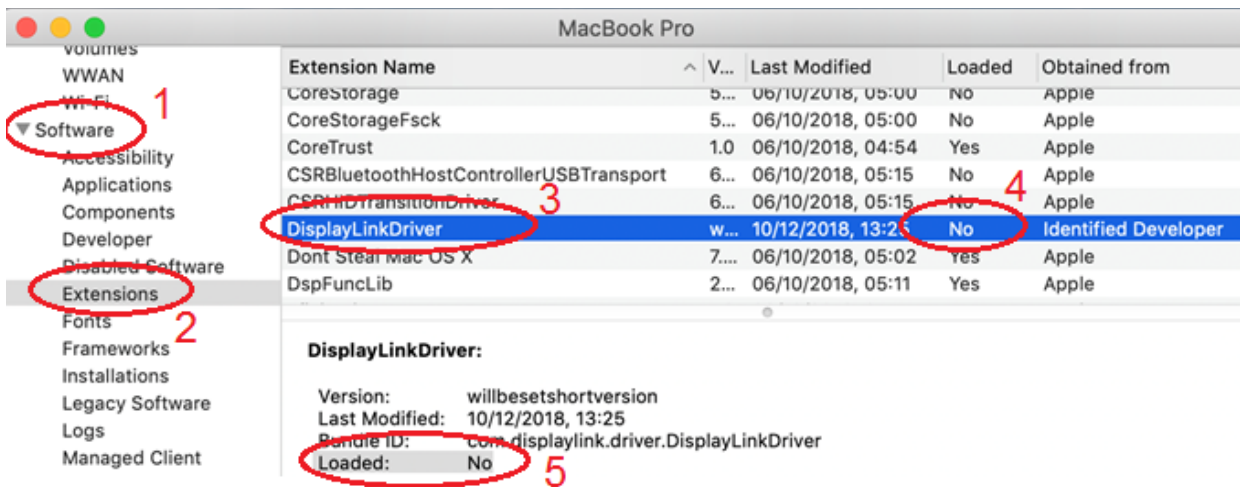 MacBook Pro
Volumes
WWAN
Wi-Fi
1
Software
Accessibility
Applications
Components
Developer
Disabled Software
Extensions
2
Fonts
Frameworks
Installations
Legacy Software
Logs
Managed Client
Extension Name V... Last Modified Loaded Obtained from
CoreStorage 5... 06/10/2018, 05:00 No Apple
CoreStorageFsck 5... 06/10/2018, 05:00 No Apple
CoreTrust 1.0 06/10/2018, 04:54 Yes Apple
CSRBluetoothHostControllerUSBTransport 6... 06/10/2018, 05:15 No Apple
CSRHIDTransitionDriver 6... 06/10/2018, 05:15 No Apple
3
4
DisplayLinkDriver w... 10/12/2018, 13:25 No Identified Developer
Dont Steal Mac OS X 7.... 06/10/2018, 05:02 Yes Apple
DspFuncLib 2... 06/10/2018, 05:11 Yes Apple
DisplayLinkDriver:
Version: willbesetshortversion
Last Modified: 10/12/2018, 13:25
Bundle ID: com.displaylink.driver.DisplayLinkDriver
Loaded: No
5